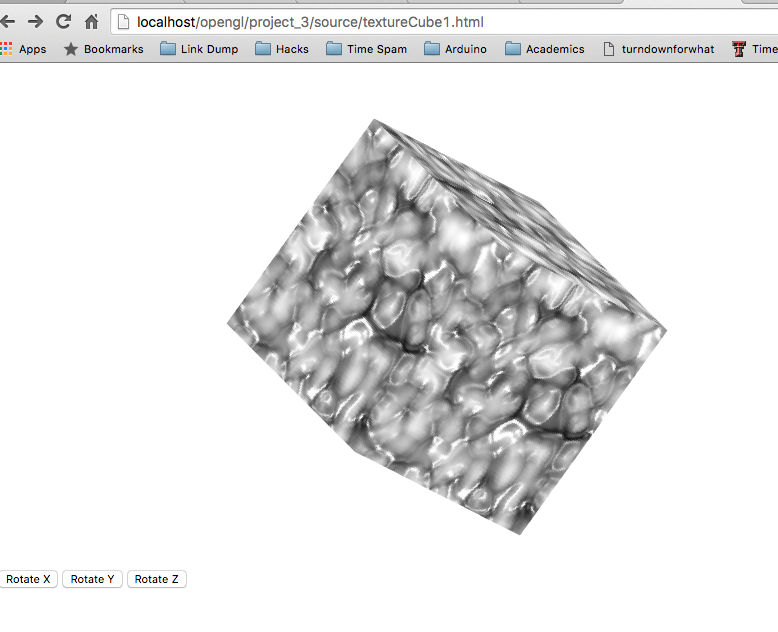 localhost/opengl/project_3/source/textureCube1.html
Apps Bookmarks Link Dump Hacks Time Spam Arduino Academics turndownforwhat Time
Rotate X Rotate Y Rotate Z